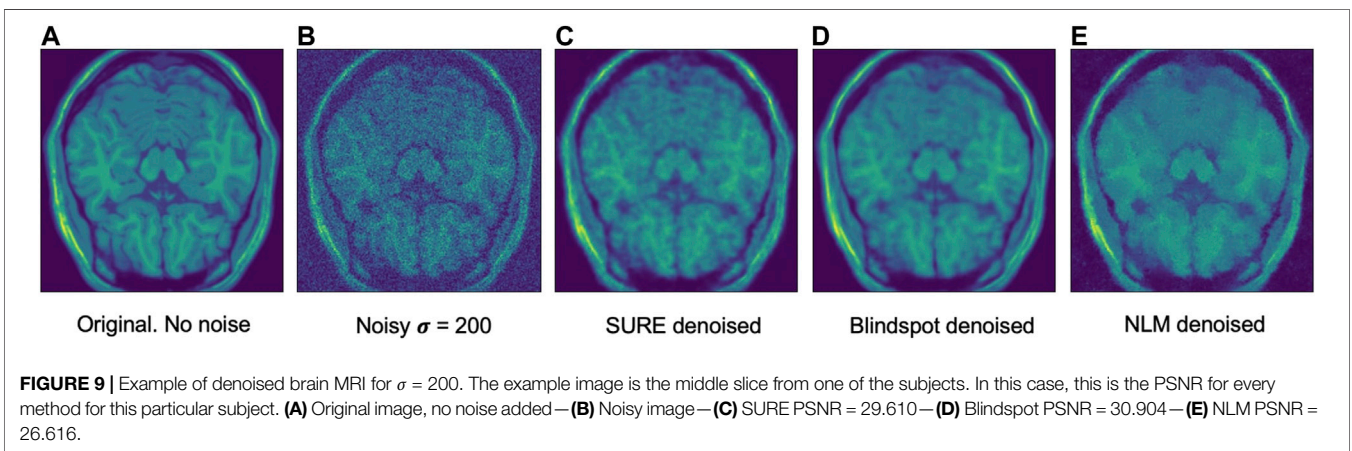 A B C D E
Original. No noise Noisy σ = 200 SURE denoised Blindspot denoised NLM denoised
FIGURE 9 | Example of denoised brain MRI for σ = 200. The example image is the middle slice from one of the subjects. In this case, this is the PSNR for every
method for this particular subject. (A) Original image, no noise added—(B) Noisy image—(C) SURE PSNR = 29.610—(D) Blindspot PSNR = 30.904—(E) NLM PSNR =
26.616.